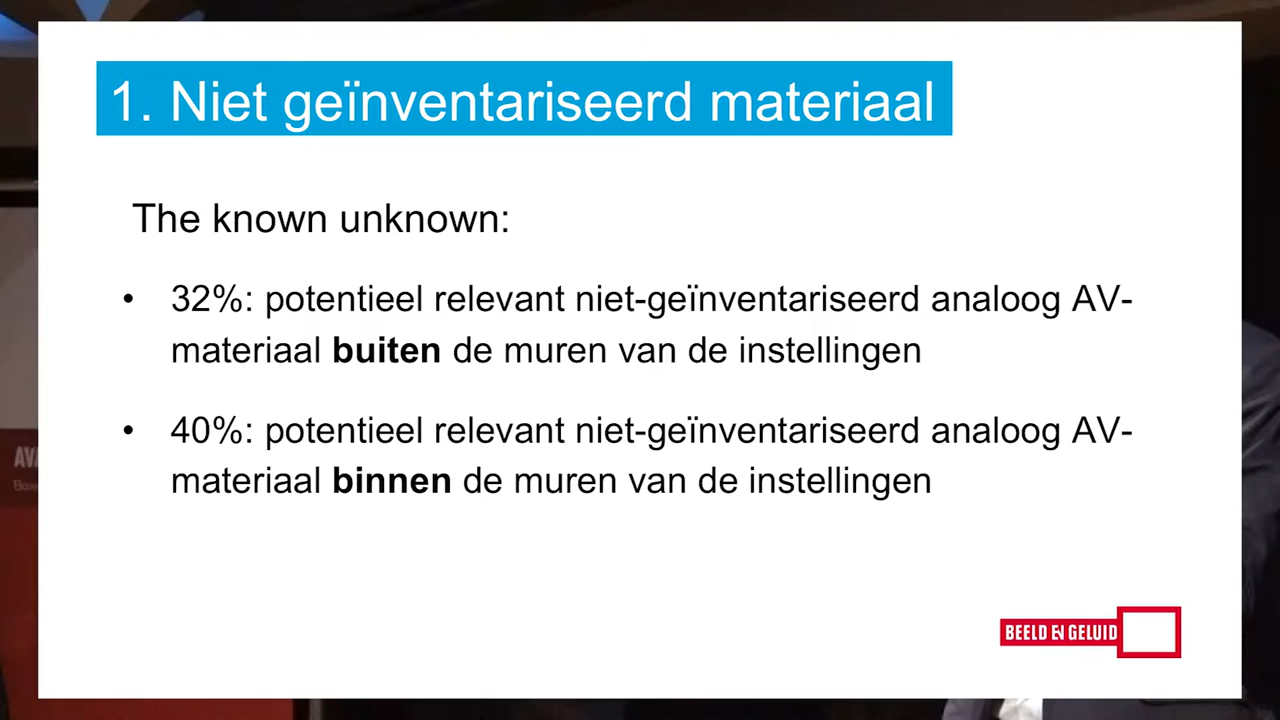 1. Niet geïnventariseerd materiaal
The known unknown:
• 32%: potentieel relevant niet-geïnventariseerd analoog AV-
materiaal buiten de muren van de instellingen
• 40%: potentieel relevant niet-geïnventariseerd analoog AV-
materiaal binnen de muren van de instellingen
BEELD EN GELUID